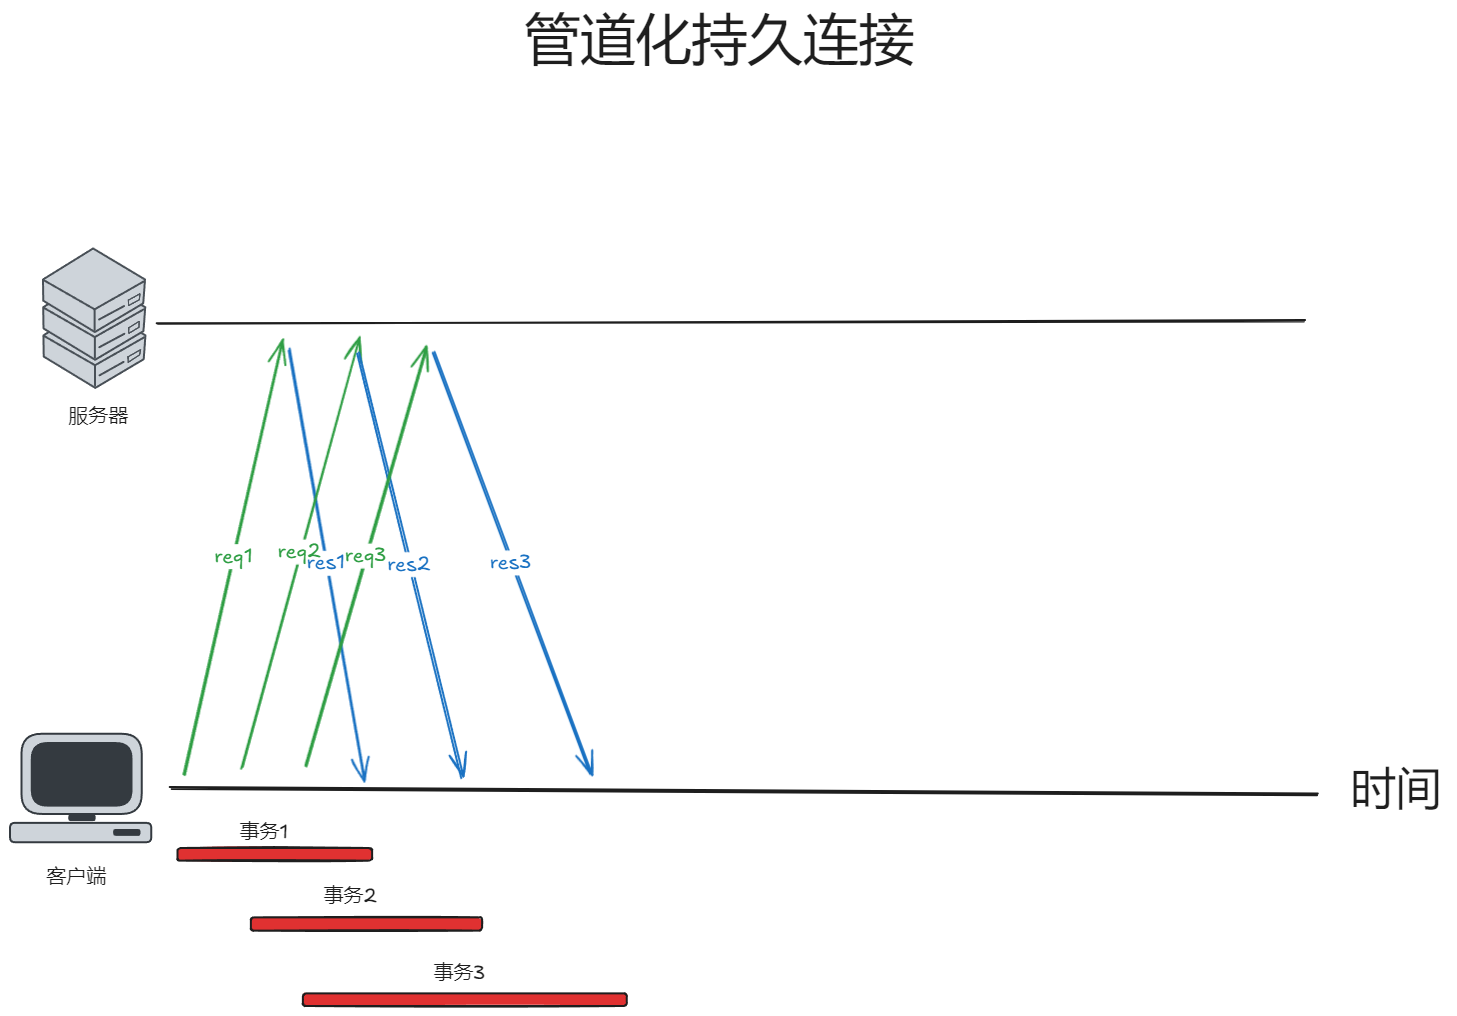 管道化持久连接
服务器
req1
req2
res1
req3
res2
res3
时间
客户端
事务1
事务2
事务3